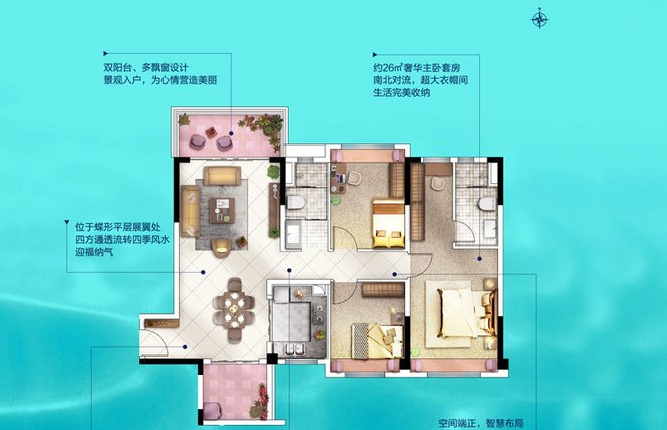 双阳台、多飘窗设计
景观入户，为心情营造美丽
约26㎡奢华主卧套房
南北对流，超大衣帽间
生活完美收纳
位于蝶形平层展翼处
四方通透流转四季风水
迎福纳气
空间端正，智慧布局